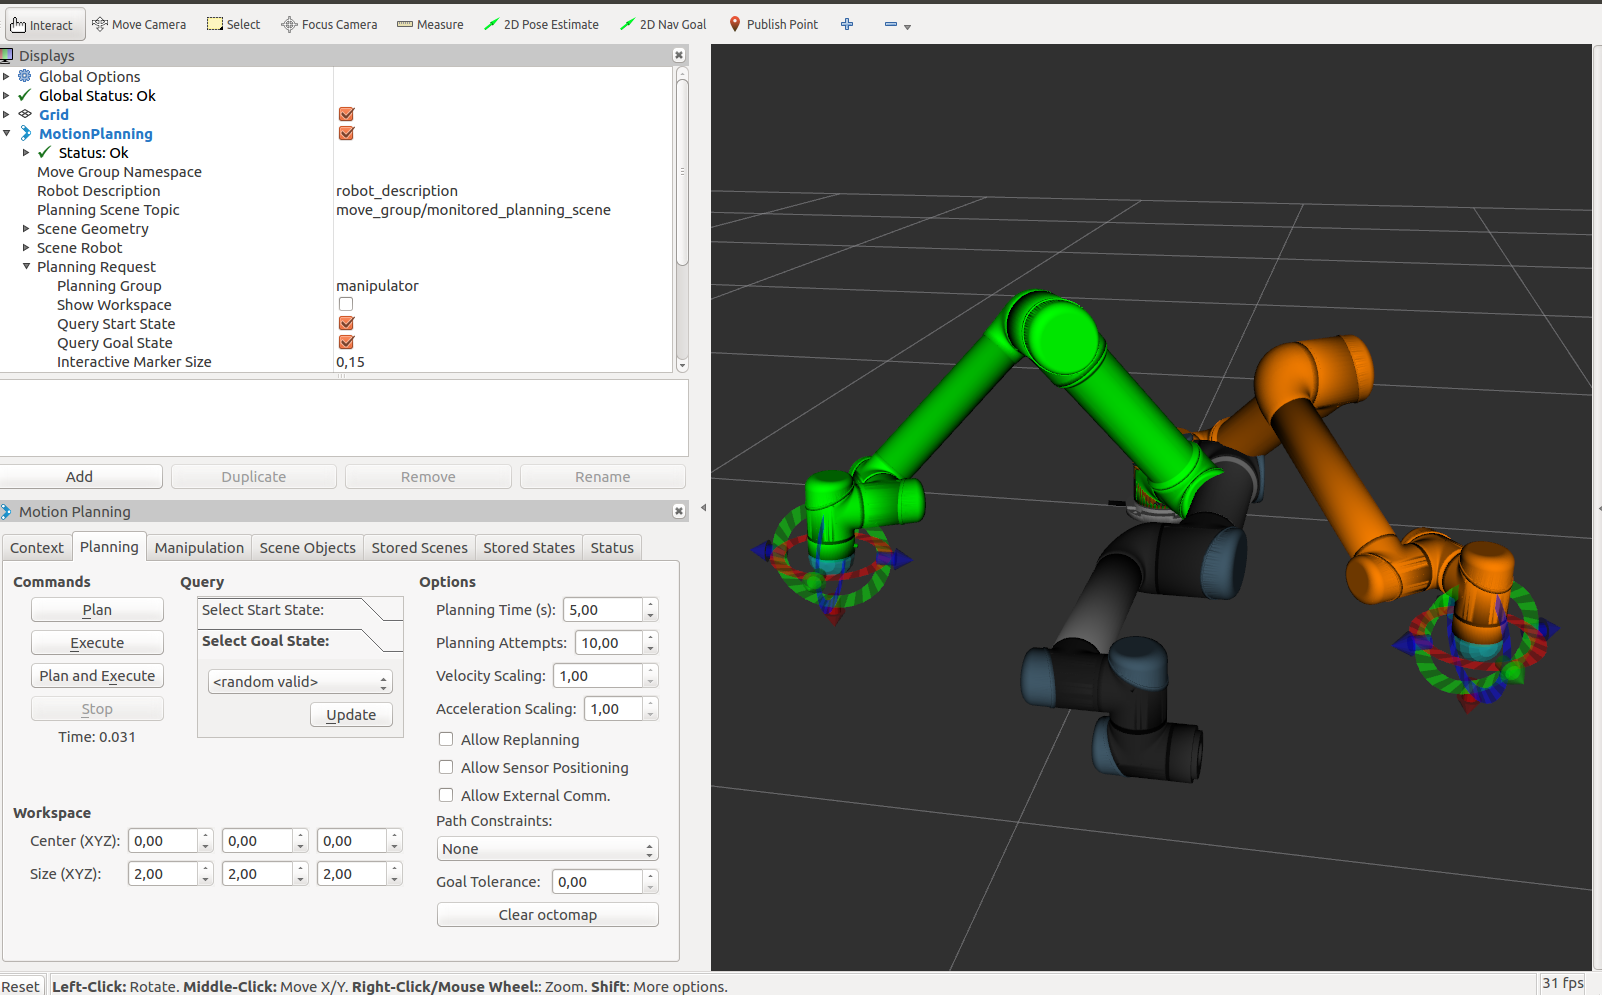 Interact Move Camera Select Focus Camera Measure 2D Pose Estimate 2D Nav Goal Publish Point
Displays
Global Options
Global Status: Ok
Grid
MotionPlanning
Status: Ok
Move Group Namespace
Robot Description robot_description
Planning Scene Topic move_group/monitored_planning_scene
Scene Geometry
Scene Robot
Planning Request
Planning Group manipulator
Show Workspace
Query Start State
Query Goal State
Interactive Marker Size 0,15
Add Duplicate Remove Rename
Motion Planning
Context Planning Manipulation Scene Objects Stored Scenes Stored States Status
Commands Query Options
Plan Select Start State: Planning Time (s): 5,00
Execute Select Goal State: Planning Attempts: 10,00
Plan and Execute <random valid> Velocity Scaling: 1,00
Stop Update Acceleration Scaling: 1,00
Time: 0.031 Allow Replanning
Allow Sensor Positioning
Allow External Comm.
Workspace Path Constraints:
Center (XYZ): 0,00 0,00 0,00 None
Size (XYZ): 2,00 2,00 2,00 Goal Tolerance: 0,00
Clear octomap
Reset Left-Click: Rotate. Middle-Click: Move X/Y. Right-Click/Mouse Wheel:: Zoom. Shift: More options. 31 fps